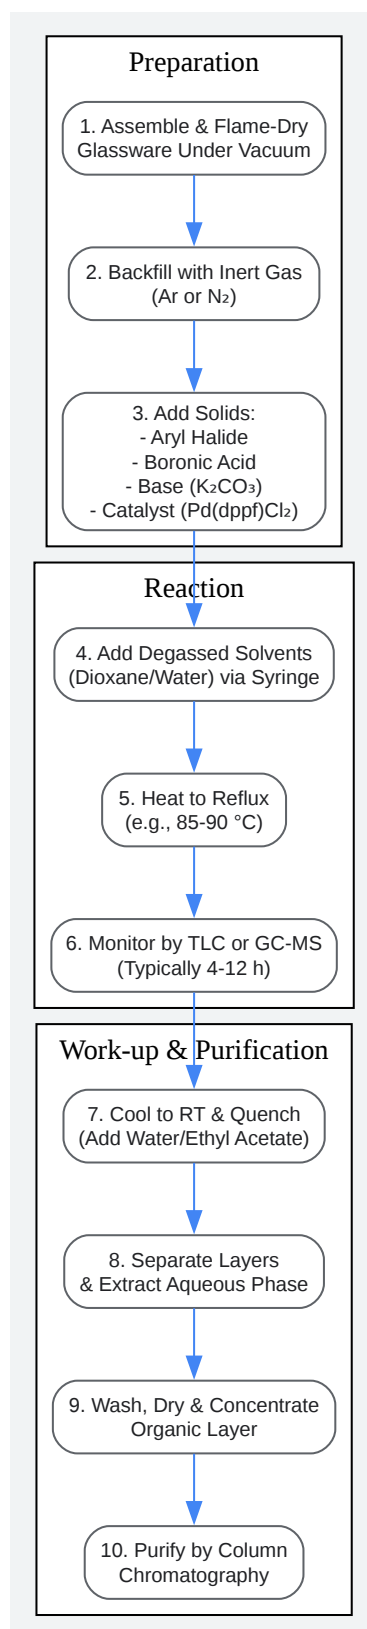 Preparation
1. Assemble & Flame-Dry
Glassware Under Vacuum
2. Backfill with Inert Gas
(Ar or N₂)
3. Add Solids:
- Aryl Halide
- Boronic Acid
- Base (K₂CO₃)
- Catalyst (Pd(dppf)Cl₂)
Reaction
4. Add Degassed Solvents
(Dioxane/Water) via Syringe
5. Heat to Reflux
(e.g., 85-90 °C)
6. Monitor by TLC or GC-MS
(Typically 4-12 h)
Work-up & Purification
7. Cool to RT & Quench
(Add Water/Ethyl Acetate)
8. Separate Layers
& Extract Aqueous Phase
9. Wash, Dry & Concentrate
Organic Layer
10. Purify by Column
Chromatography